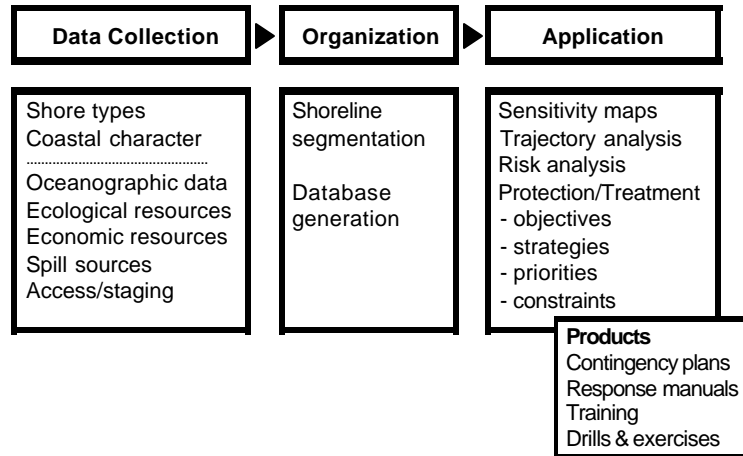 Data Collection
Organization
Application
Shore types
Coastal character
Oceanographic data
Ecological resources
Economic resources
Spill sources
Access/staging
Shoreline
segmentation
Database
generation
Sensitivity maps
Trajectory analysis
Risk analysis
Protection/Treatment
- objectives
- strategies
- priorities
- constraints
Products
Contingency plans
Response manuals
Training
Drills & exercises